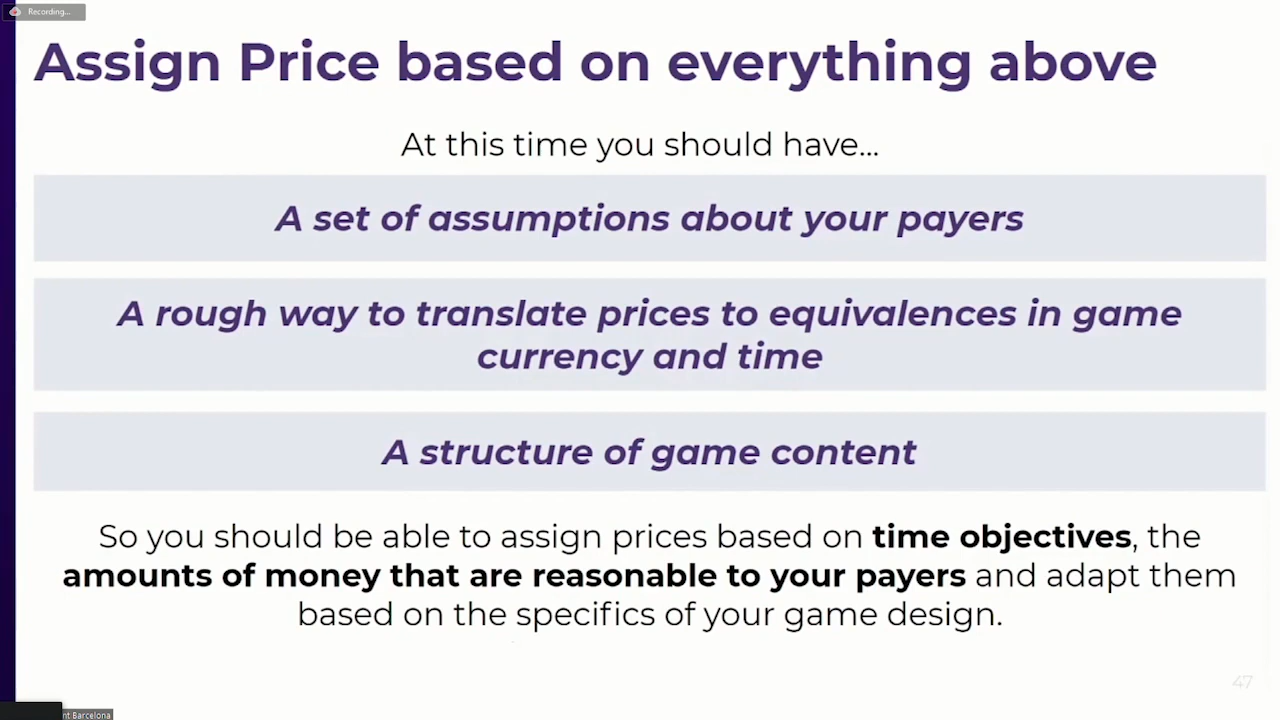 Recording...
Assign Price based on everything above
At this time you should have...
A set of assumptions about your payers
A rough way to translate prices to equivalences in game
currency and time
A structure of game content
So you should be able to assign prices based on time objectives, the
amounts of money that are reasonable to your payers and adapt them
based on the specifics of your game design.
47
Barcelona